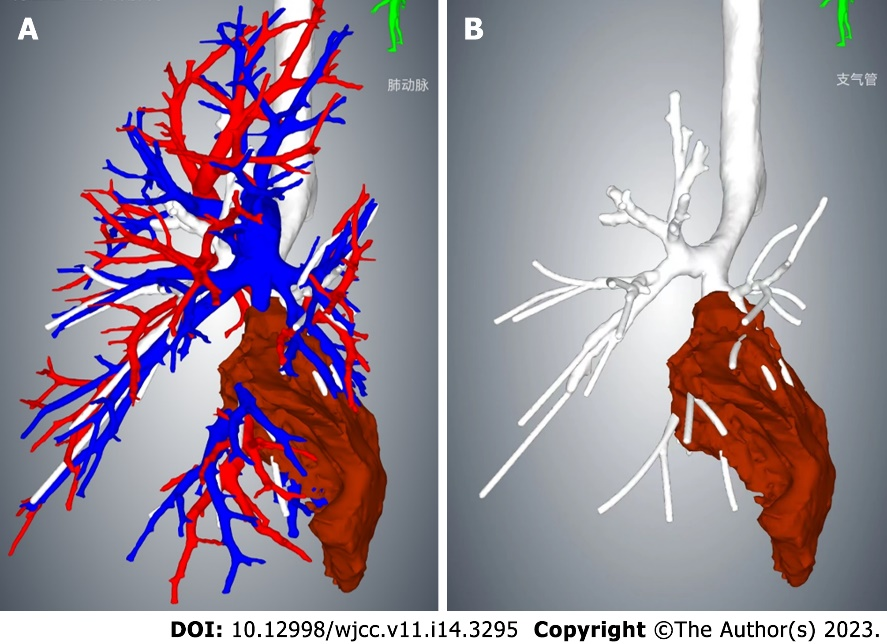 A
B
肺动脉
支气管
DOI: 10.12998/wjcc.v11.i14.3295 Copyright ©The Author(s) 2023.